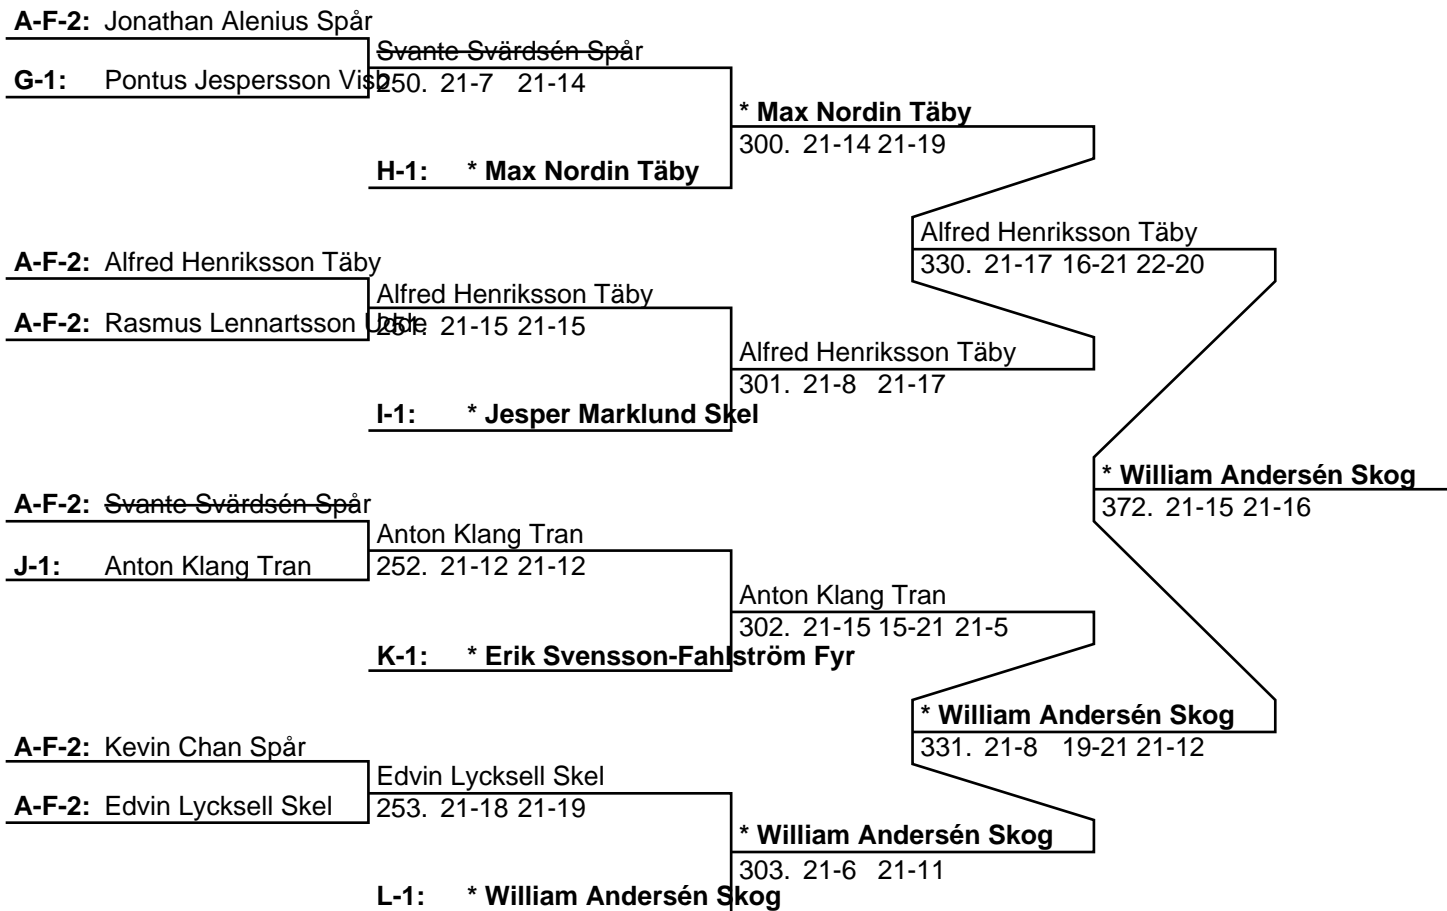 A-F-2: Jonathan Alenius Spår
Svante Svärdsén Spår
G-1: Pontus Jespersson Visb
250. 21-7 21-14
* Max Nordin Täby
300. 21-14 21-19
H-1: * Max Nordin Täby
Alfred Henriksson Täby
330. 21-17 16-21 22-20
A-F-2: Alfred Henriksson Täby
Alfred Henriksson Täby
A-F-2: Rasmus Lennartsson Udde
251. 21-15 21-15
Alfred Henriksson Täby
301. 21-8 21-17
I-1: * Jesper Marklund Skel
* William Andersén Skog
372. 21-15 21-16
A-F-2: Svante Svärdsén Spår
Anton Klang Tran
J-1: Anton Klang Tran
252. 21-12 21-12
Anton Klang Tran
302. 21-15 15-21 21-5
K-1: * Erik Svensson-Fahlström Fyr
* William Andersén Skog
331. 21-8 19-21 21-12
A-F-2: Kevin Chan Spår
Edvin Lycksell Skel
A-F-2: Edvin Lycksell Skel
253. 21-18 21-19
* William Andersén Skog
303. 21-6 21-11
L-1: * William Andersén Skog